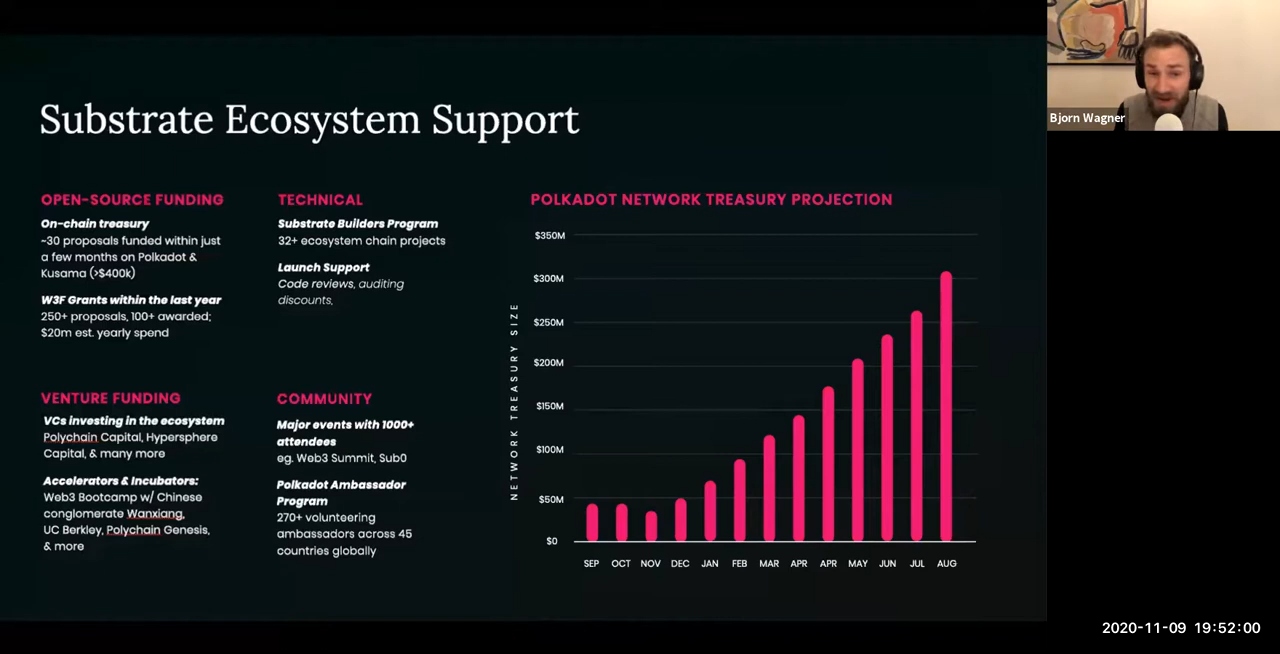 Substrate Ecosystem Support
OPEN-SOURCE FUNDING
On-chain treasury
~30 proposals funded within just
a few months on Polkadot &
Kusama (>$400k)
W3F Grants within the last year
250+ proposals, 100+ awarded;
$20m est. yearly spend
TECHNICAL
Substrate Builders Program
32+ ecosystem chain projects
Launch Support
Code reviews, auditing
discounts,
VENTURE FUNDING
VCs investing in the ecosystem
Polychain Capital, Hypersphere
Capital, & many more
Accelerators & Incubators:
Web3 Bootcamp w/ Chinese
conglomerate Wanxiang,
UC Berkley, Polychain Genesis,
& more
COMMUNITY
Major events with 1000+
attendees
eg. Web3 Summit, Sub0
Polkadot Ambassador
Program
270+ volunteering
ambassadors across 45
countries globally
POLKADOT NETWORK TREASURY PROJECTION
NETWORK TREASURY SIZE
$350M
$300M
$250M
$200M
$150M
$100M
$50M
$0
SEP OCT NOV DEC JAN FEB MAR APR APR MAY JUN JUL AUG
Bjorn Wagner
2020-11-09 19:52:00